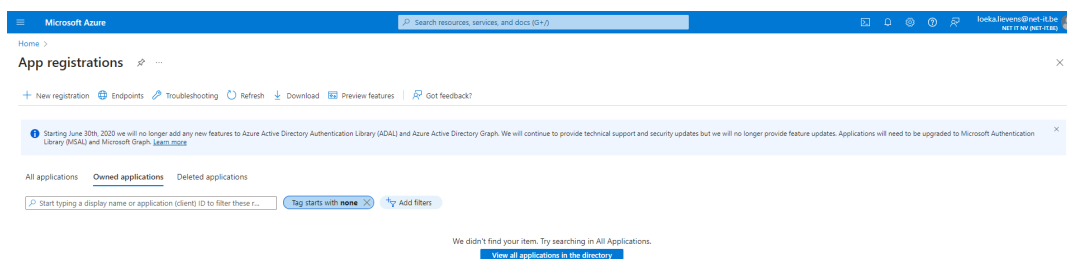 Microsoft Azure
Search resources, services, and docs (G+/)
loeka.lievens@net-it.be
NET IT NV (NET-IT.BE)
Home >
App registrations
New registration Endpoints Troubleshooting Refresh Download Preview features Got feedback?
Starting June 30th, 2020 we will no longer add any new features to Azure Active Directory Authentication Library (ADAL) and Azure Active Directory Graph. We will continue to provide technical support and security updates but we will no longer provide feature updates. Applications will need to be upgraded to Microsoft Authentication
Library (MSAL) and Microsoft Graph. Learn more
All applications Owned applications Deleted applications
Start typing a display name or application (client) ID to filter these r... Tag starts with none Add filters
We didn't find your item. Try searching in All Applications.
View all applications in the directory